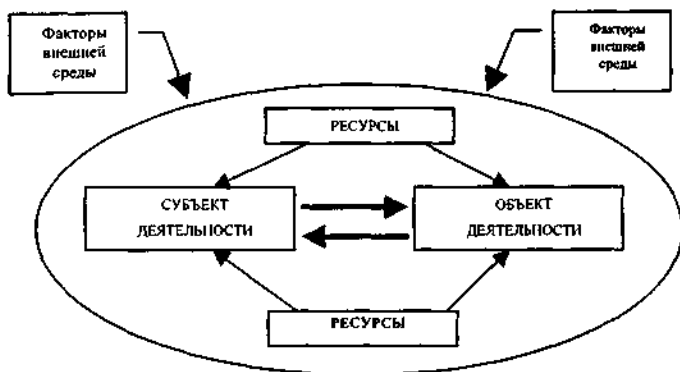 Факторы
внешней
среды
Факторы
внешней
среды
РЕСУРСЫ
СУБЪЕКТ
ДЕЯТЕЛЬНОСТИ
ОБЪЕКТ
ДЕЯТЕЛЬНОСТИ
РЕСУРСЫ